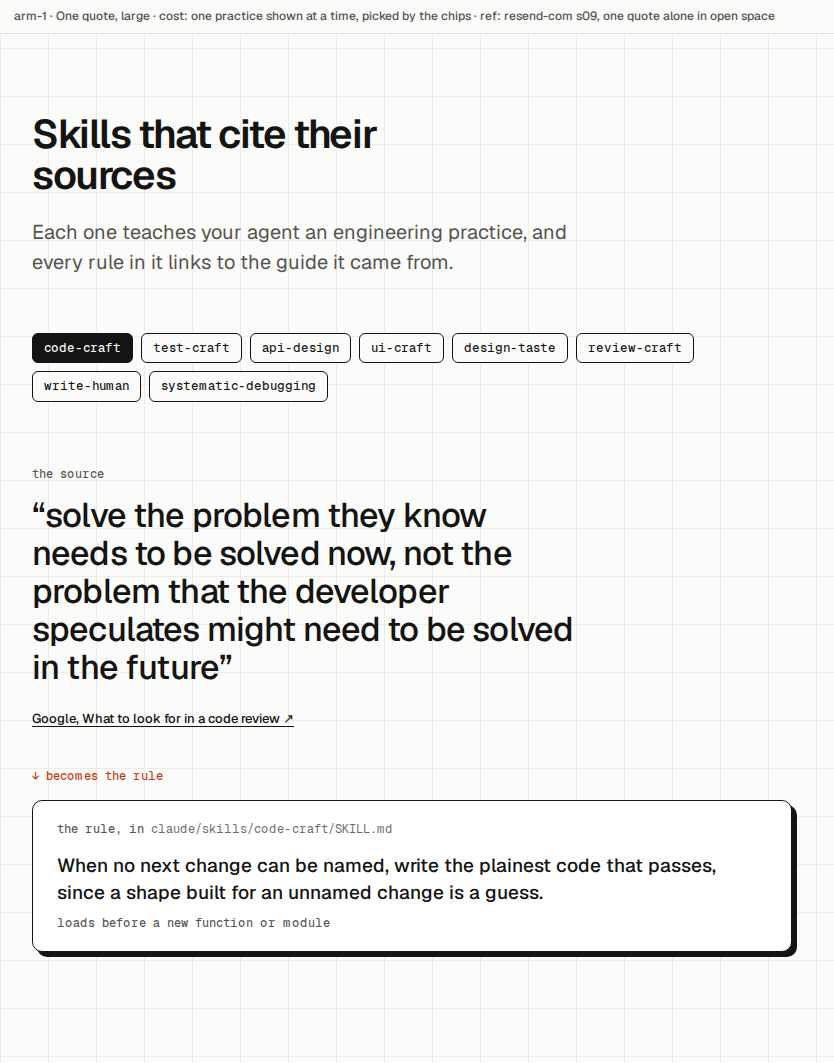 arm-1 · One quote, large · cost: one practice shown at a time, picked by the chips · ref: resend-com s09, one quote alone in open space
Skills that cite their
sources
Each one teaches your agent an engineering practice, and
every rule in it links to the guide it came from.
code-craft test-craft api-design ui-craft design-taste review-craft
write-human systematic-debugging
the source
“solve the problem they know
needs to be solved now, not the
problem that the developer
speculates might need to be solved
in the future”
Google, What to look for in a code review ↗
↓ becomes the rule
the rule, in claude/skills/code-craft/SKILL.md
When no next change can be named, write the plainest code that passes,
since a shape built for an unnamed change is a guess.
loads before a new function or module